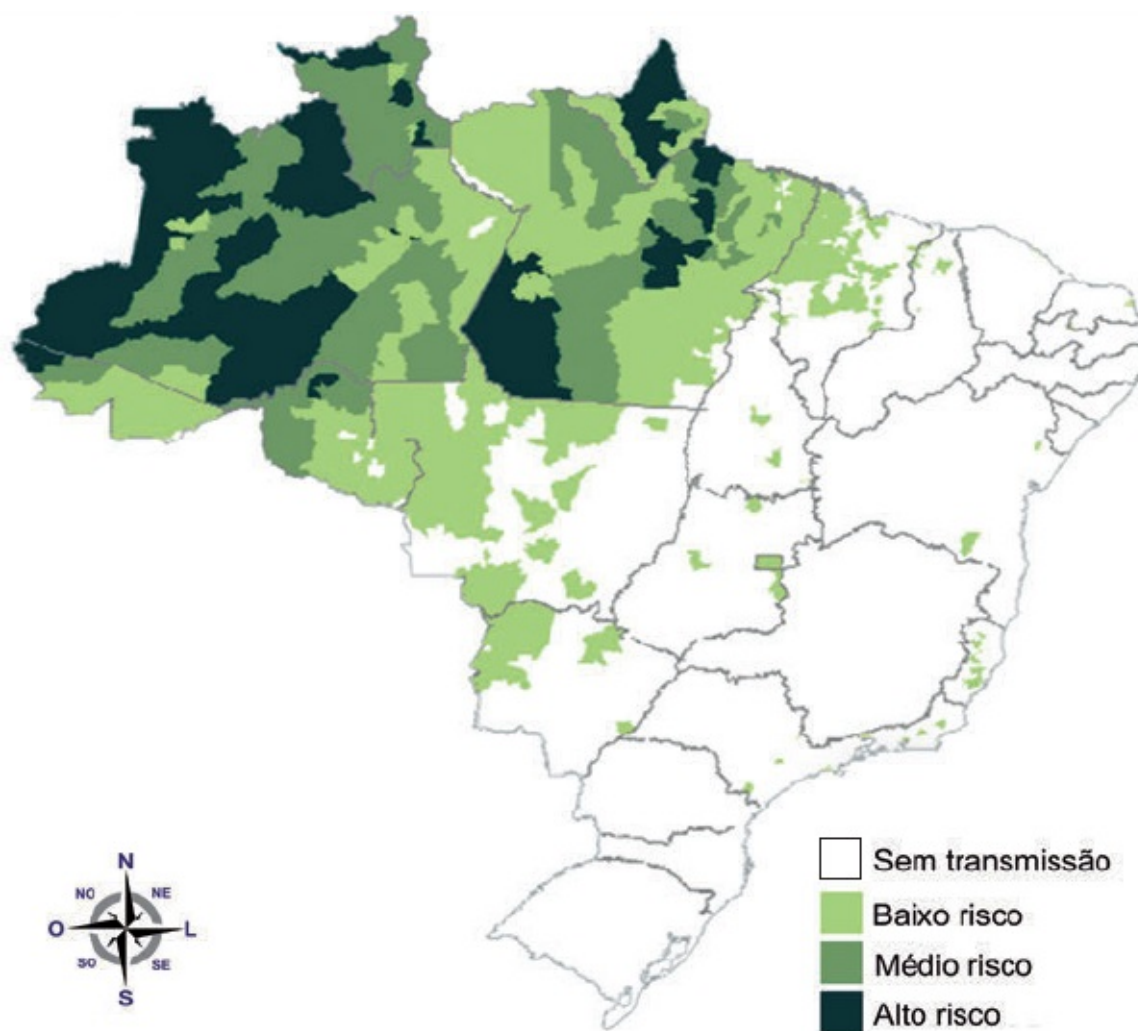 N
NO NE
O L
SO SE
S
Sem transmissão
Baixo risco
Médio risco
Alto risco